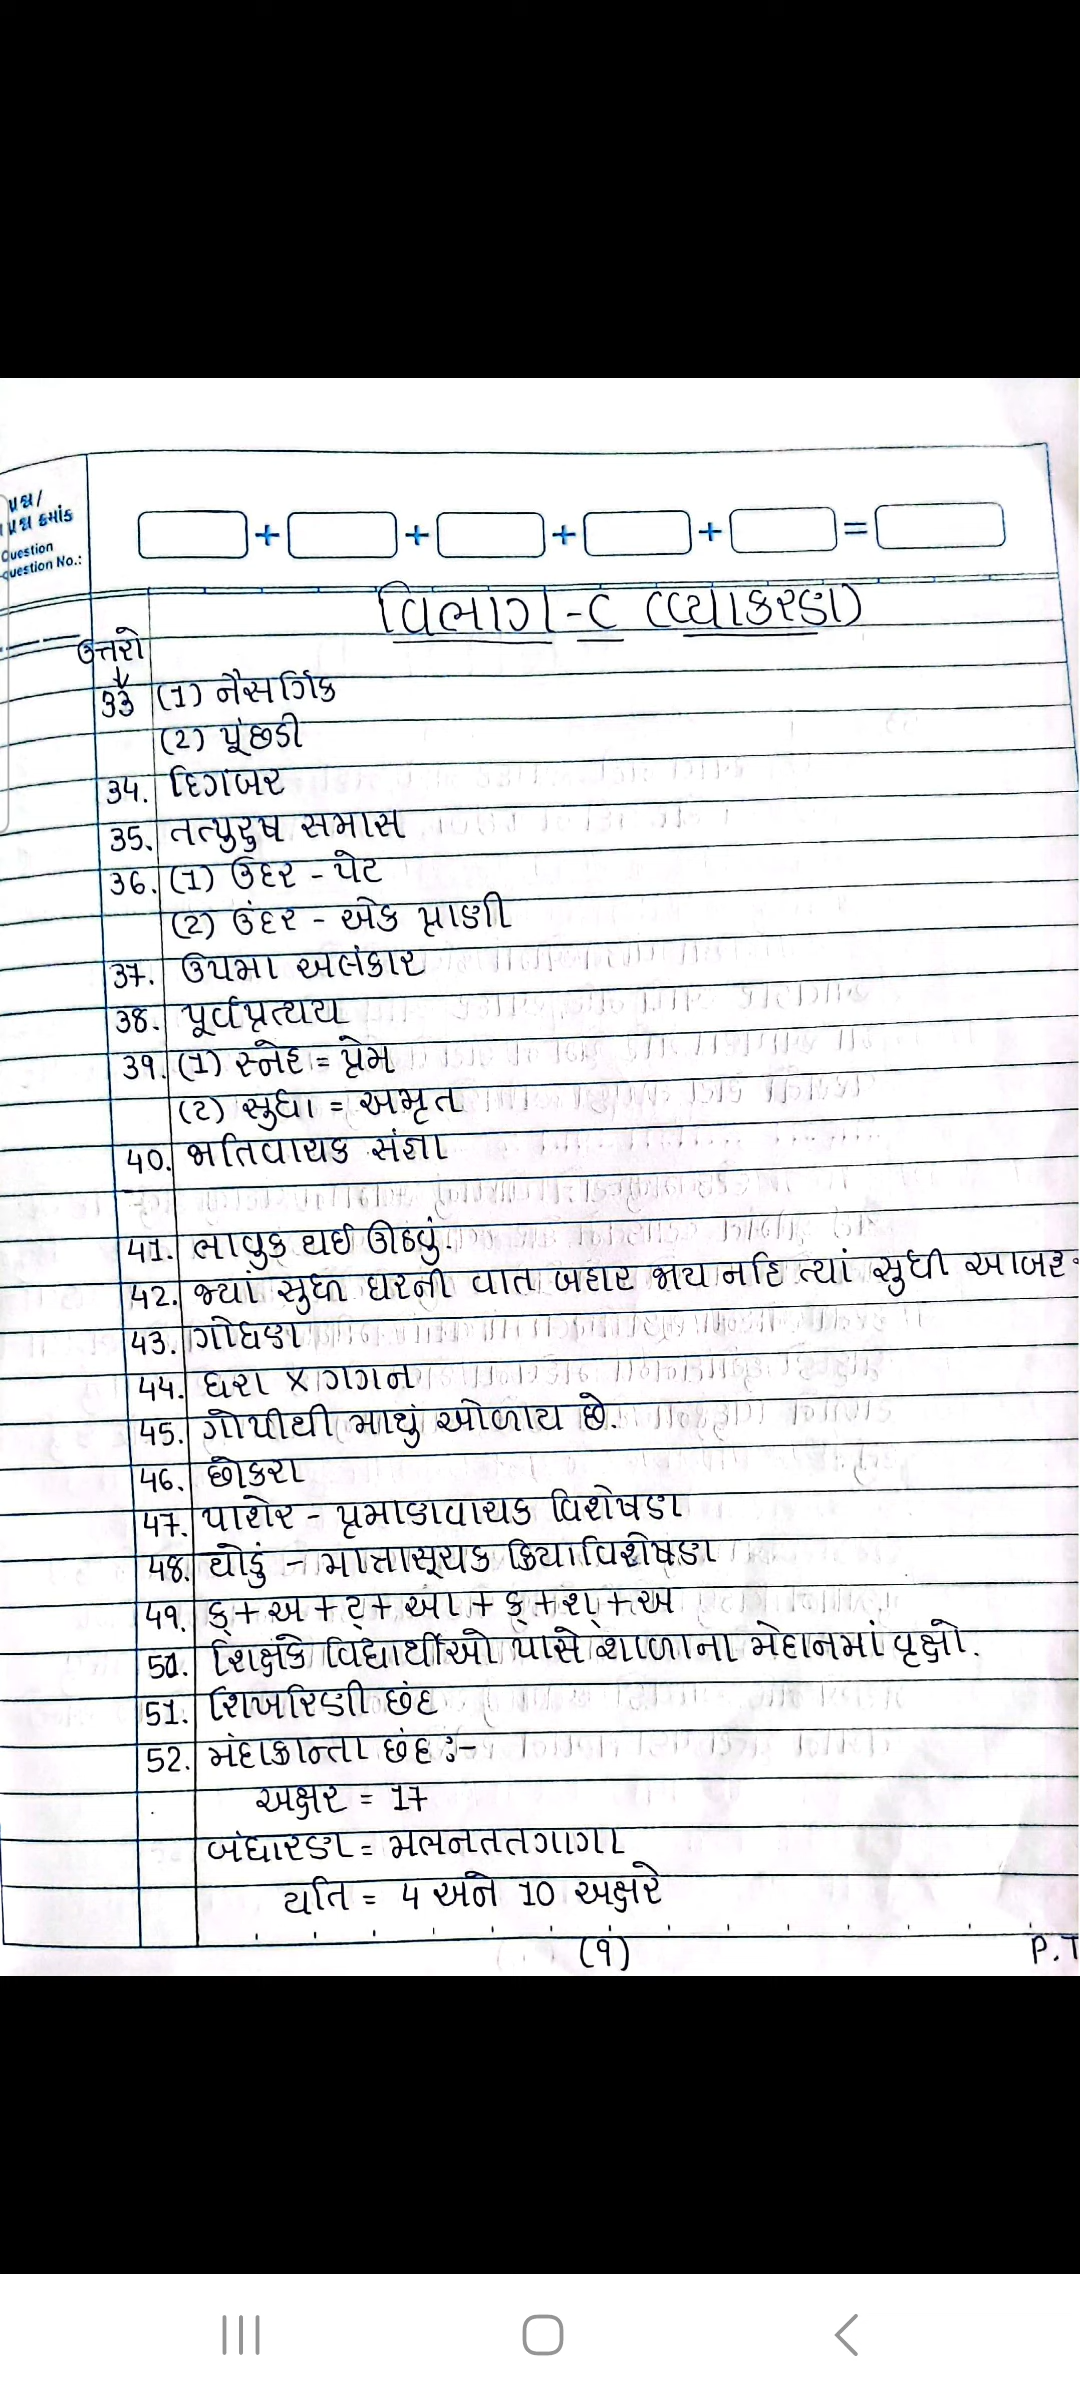 પ્રશ્ન/
પ્રશ્ન ક્રમાંક
Question
question No.:
+ + + + =
વિભાગ-C (વ્યાકરણ)
ઉત્તરો
↓
33 (1) નૈસર્ગિક
(2) પૂંછડી
34. દિગંબર
35. તત્પુરુષ સમાસ
36. (1) ઉદર - પેટ
(2) ઉંદર - એક પ્રાણી
37. ઉપમા અલંકાર
38. પૂર્વપ્રત્યય
39. (1) સ્નેહ = પ્રેમ
(2) સુધા = અમૃત
40. જાતિવાચક સંજ્ઞા
41. ભાવુક થઈ ઊઠવું.
42. જ્યાં સુધી ઘરની વાત બહાર જાય નહિ ત્યાં સુધી આબરૂ.
43. ગોધણ
44. ધરા × ગગન
45. ગોપીથી માથું ઓળાય છે.
46. છોકરા
47. પાશેર - પ્રમાણવાચક વિશેષણ
48. થોડું - માત્રાસૂચક ક્રિયાવિશેષણ
49. ક્ + અ + ટ્ + આ + ક્ + શ્ + અ
50. શિક્ષકે વિદ્યાર્થીઓ પાસે શાળાના મેદાનમાં વૃક્ષો.
51. શિખરિણી છંદ
52. મંદાક્રાન્તા છંદ :-
અક્ષર = 17
બંધારણ = મભનતતગાગા
યતિ = 4 અને 10 અક્ષરે
(૧)
P.T